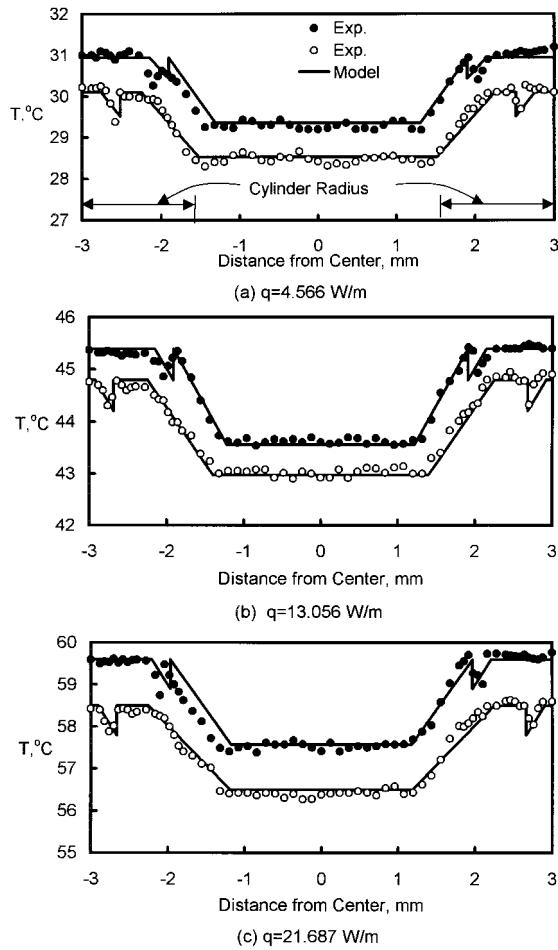 32
31
30
29
28
27
T,°C
Exp.
Exp.
Model
Cylinder Radius
-3 -2 -1 0 1 2 3
Distance from Center, mm
(a) q=4.566 W/m
46
45
44
43
42
T,°C
-3 -2 -1 0 1 2 3
Distance from Center, mm
(b) q=13.056 W/m
60
59
58
57
56
55
T,°C
-3 -2 -1 0 1 2 3
Distance from Center, mm
(c) q=21.687 W/m